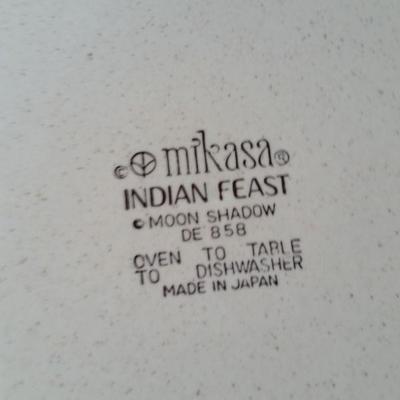 © mikasa®
INDIAN FEAST
© MOON SHADOW
DE 858
OVEN TO TABLE
TO DISHWASHER
MADE IN JAPAN